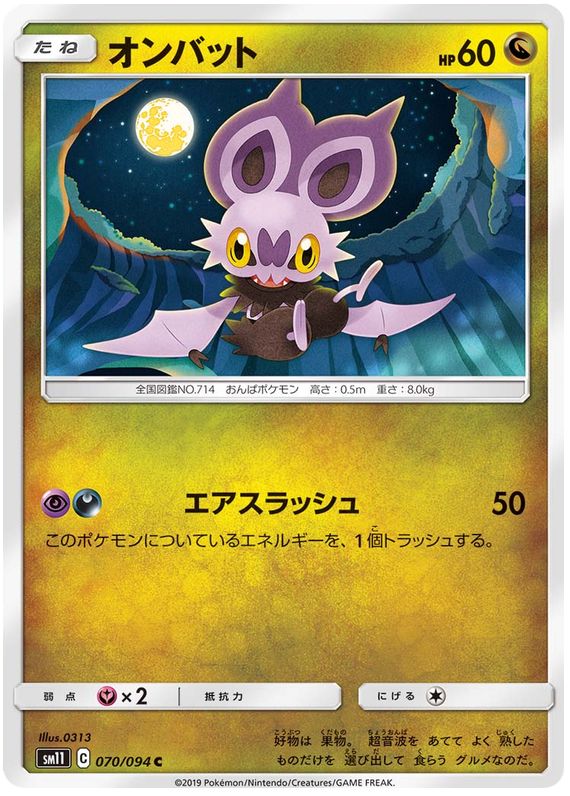 たね オンバット HP60
全国図鑑NO.714 おんぱポケモン 高さ:0.5m 重さ:8.0kg
エアスラッシュ 50
このポケモンについているエネルギーを、1個トラッシュする。
弱点 ×2 抵抗力 にげる
illus.0313
好物は 果物。超音波を あてて よく 熟した
ものだけを 選び出して 食らう グルメなのだ。
SM11 C 070/094 C
©2019 Pokémon/Nintendo/Creatures/GAME FREAK.